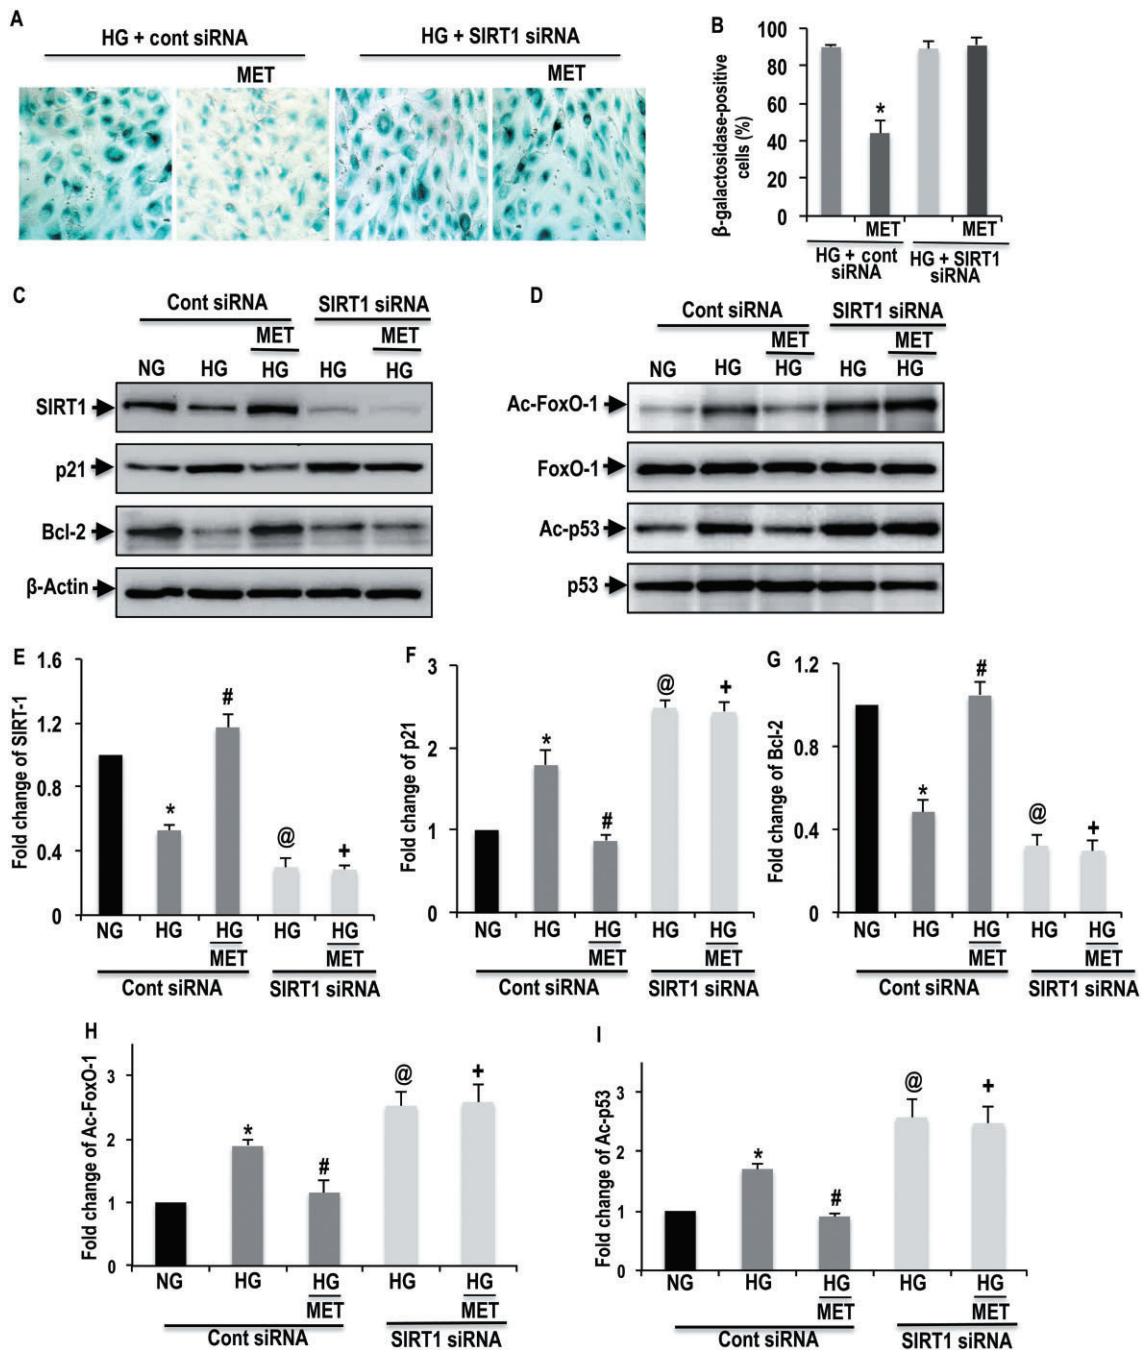 A
HG + cont siRNA
HG + SIRT1 siRNA
MET
MET
B
β-galactosidase-positive
cells (%)
100
80
60
40
20
0
*
MET
MET
HG + cont
siRNA
HG + SIRT1
siRNA
C
Cont siRNA
SIRT1 siRNA
MET
MET
NG
HG
HG
HG
HG
SIRT1
p21
Bcl-2
β-Actin
D
Cont siRNA
SIRT1 siRNA
MET
MET
NG
HG
HG
HG
HG
Ac-FoxO-1
FoxO-1
Ac-p53
p53
E
Fold change of SIRT-1
1.6
1.2
0.8
0.4
0
*
#
@
+
NG
HG
HG
MET
HG
HG
MET
Cont siRNA
SIRT1 siRNA
F
Fold change of p21
3
2
1
0
*
#
@
+
NG
HG
HG
MET
HG
HG
MET
Cont siRNA
SIRT1 siRNA
G
Fold change of Bcl-2
1.2
0.8
0.4
0
*
#
@
+
NG
HG
HG
MET
HG
HG
MET
Cont siRNA
SIRT1 siRNA
H
Fold change of Ac-FoxO-1
3
2
1
0
*
#
@
+
NG
HG
HG
MET
HG
HG
MET
Cont siRNA
SIRT1 siRNA
I
Fold change of Ac-p53
3
2
1
0
*
#
@
+
NG
HG
HG
MET
HG
HG
MET
Cont siRNA
SIRT1 siRNA